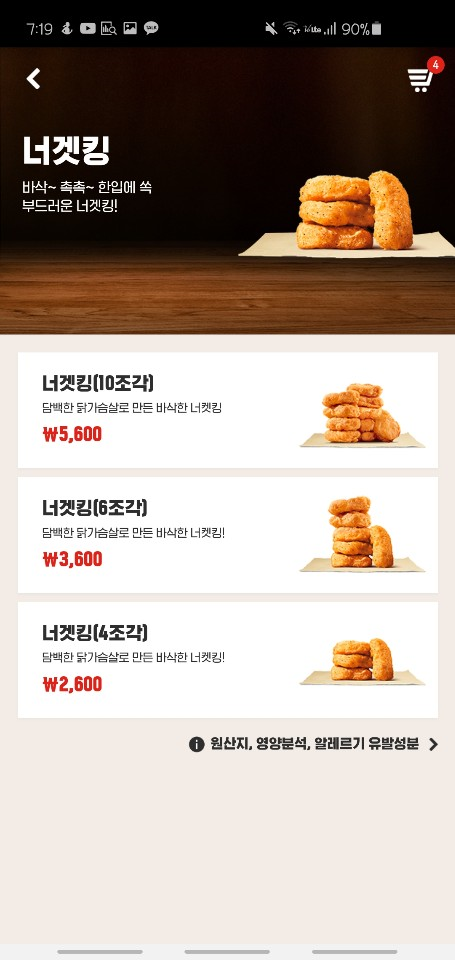 7:19
90%
4
너겟킹
바삭~ 촉촉~ 한입에 쏙
부드러운 너겟킹!
너겟킹(10조각)
담백한 닭가슴살로 만든 바삭한 너겟킹
₩5,600
너겟킹(6조각)
담백한 닭가슴살로 만든 바삭한 너겟킹!
₩3,600
너겟킹(4조각)
담백한 닭가슴살로 만든 바삭한 너겟킹!
₩2,600
원산지, 영양분석, 알레르기 유발성분